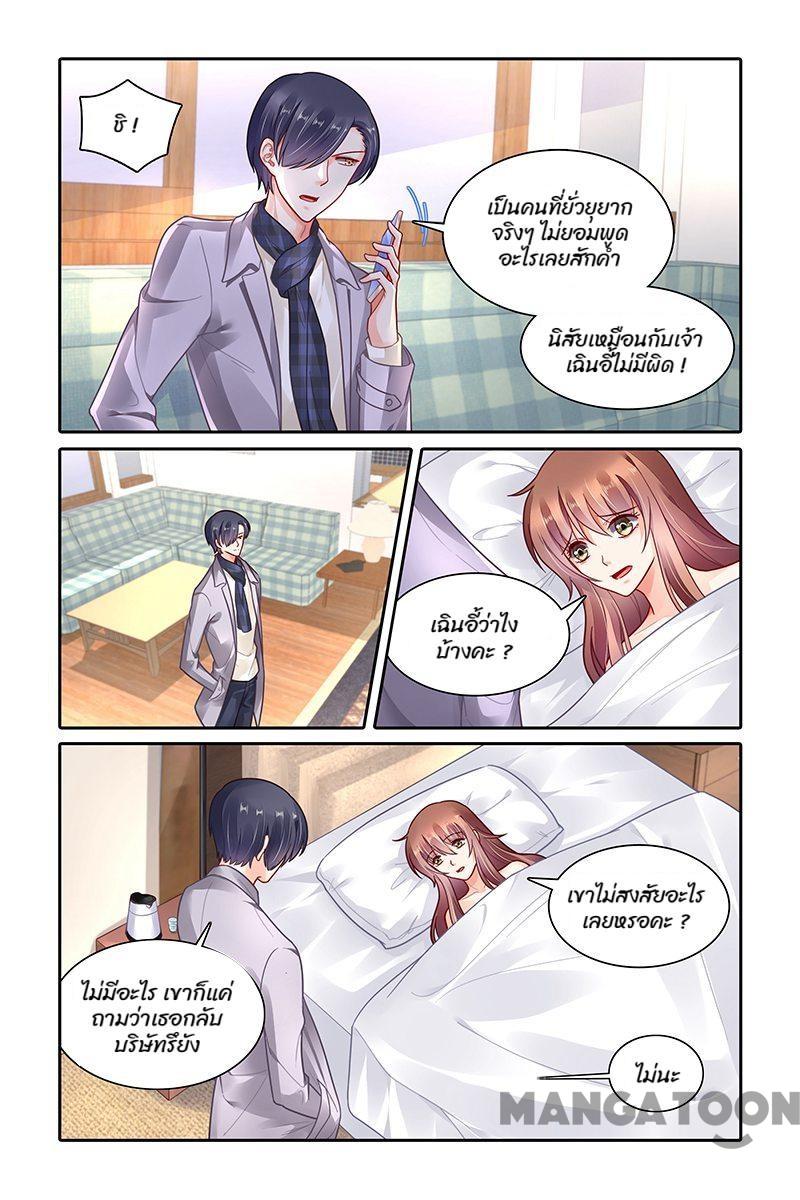 ชิ !
เป็นคนที่ยั่วยุยาก
จริงๆ ไม่ยอมพูด
อะไรเลยสักคำ
นิสัยเหมือนกับเจ้า
เฉินอี้ไม่มีผิด !
เฉินอี้ว่าไง
บ้างคะ ?
ไม่มีอะไร เขาก็แค่
ถามว่าเธอกลับ
บริษัทรึยัง
เขาไม่สงสัยอะไร
เลยหรอคะ ?
ไม่นะ
MANGATOON